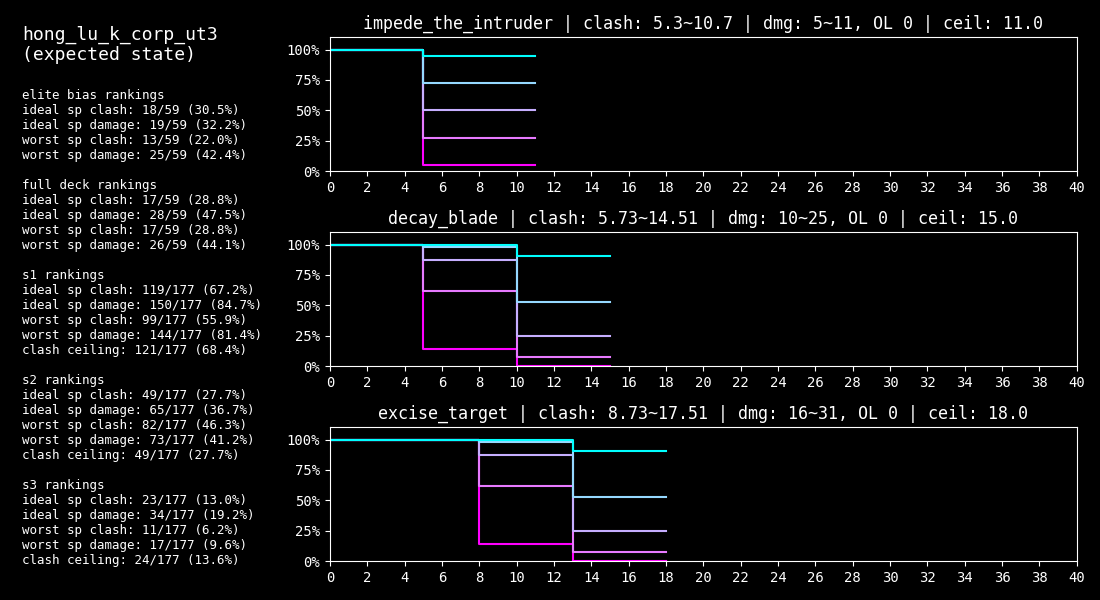 hong_lu_k_corp_ut3
(expected state)
elite bias rankings
ideal sp clash: 18/59 (30.5%)
ideal sp damage: 19/59 (32.2%)
worst sp clash: 13/59 (22.0%)
worst sp damage: 25/59 (42.4%)
full deck rankings
ideal sp clash: 17/59 (28.8%)
ideal sp damage: 28/59 (47.5%)
worst sp clash: 17/59 (28.8%)
worst sp damage: 26/59 (44.1%)
s1 rankings
ideal sp clash: 119/177 (67.2%)
ideal sp damage: 150/177 (84.7%)
worst sp clash: 99/177 (55.9%)
worst sp damage: 144/177 (81.4%)
clash ceiling: 121/177 (68.4%)
s2 rankings
ideal sp clash: 49/177 (27.7%)
ideal sp damage: 65/177 (36.7%)
worst sp clash: 82/177 (46.3%)
worst sp damage: 73/177 (41.2%)
clash ceiling: 49/177 (27.7%)
s3 rankings
ideal sp clash: 23/177 (13.0%)
ideal sp damage: 34/177 (19.2%)
worst sp clash: 11/177 (6.2%)
worst sp damage: 17/177 (9.6%)
clash ceiling: 24/177 (13.6%)
impede_the_intruder | clash: 5.3~10.7 | dmg: 5~11, OL 0 | ceil: 11.0
100%
75%
50%
25%
0%
0 2 4 6 8 10 12 14 16 18 20 22 24 26 28 30 32 34 36 38 40
decay_blade | clash: 5.73~14.51 | dmg: 10~25, OL 0 | ceil: 15.0
100%
75%
50%
25%
0%
0 2 4 6 8 10 12 14 16 18 20 22 24 26 28 30 32 34 36 38 40
excise_target | clash: 8.73~17.51 | dmg: 16~31, OL 0 | ceil: 18.0
100%
75%
50%
25%
0%
0 2 4 6 8 10 12 14 16 18 20 22 24 26 28 30 32 34 36 38 40